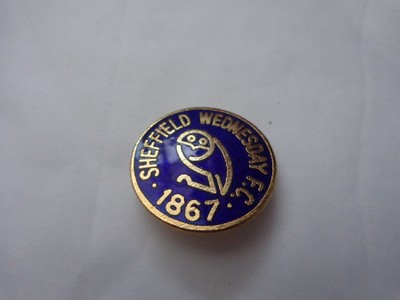 SHEFFIELD WEDNESDAY F.C.
· 1867 ·